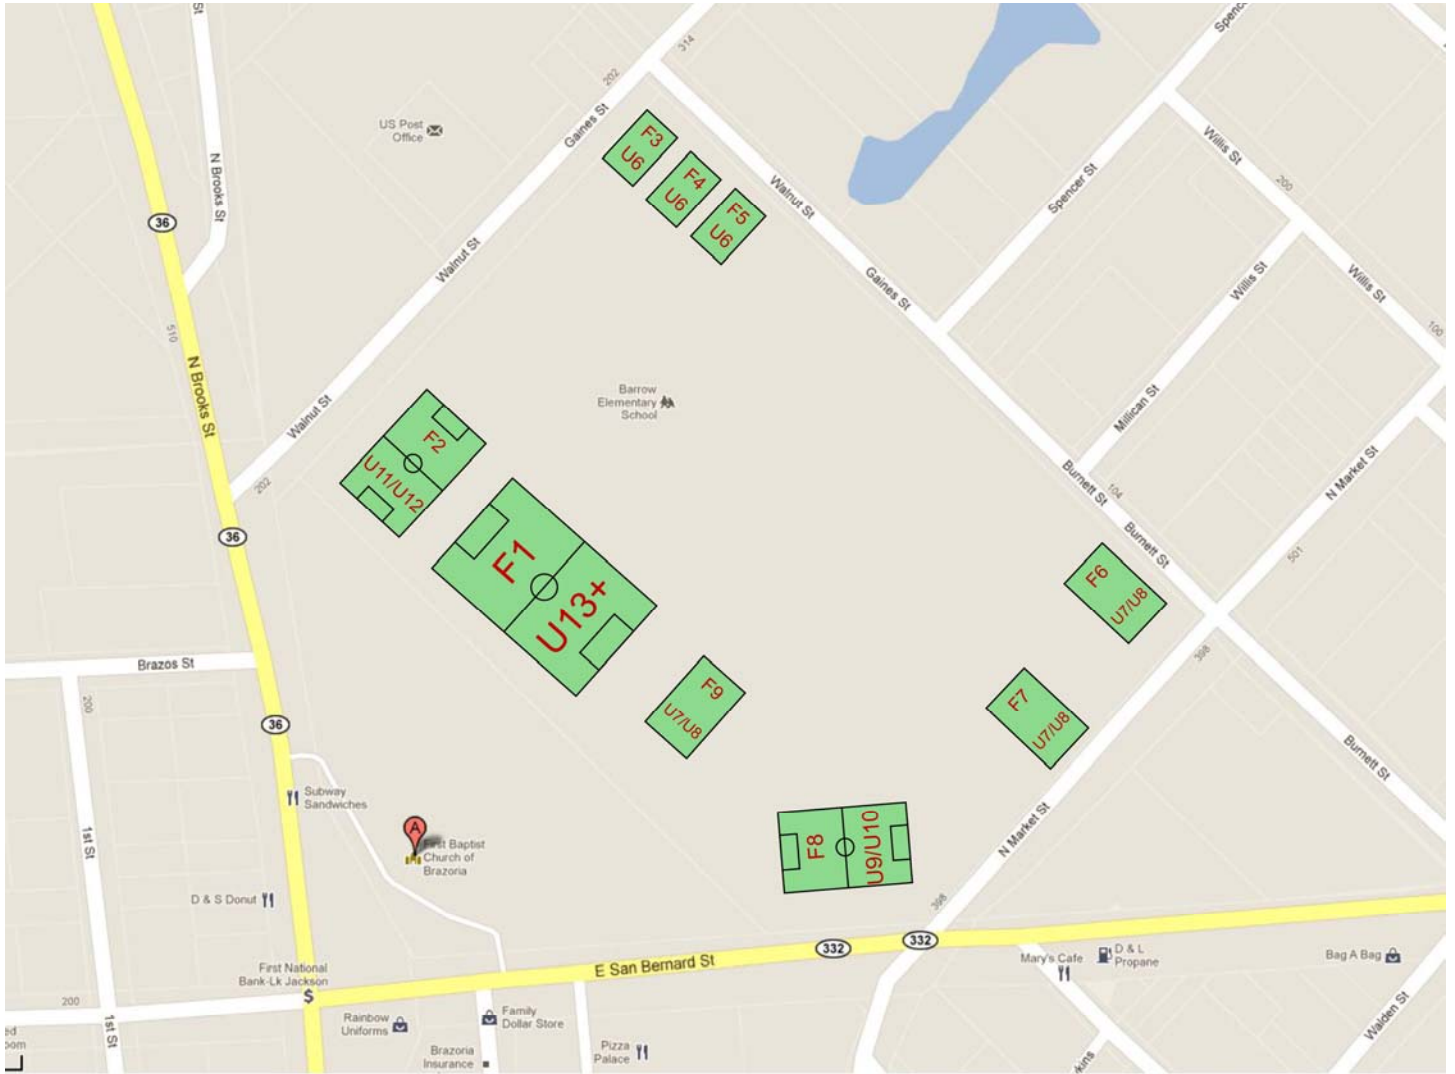 St
314
202
Gaines St
US Post
Office
F3
U6
F4
U6
F5
U6
Walnut St
Spencer St
Willis St
200
Spencer St
N Brooks St
36
Walnut St
Gaines St
Willis St
Willis St
100
510
N Brooks St
Barrow
Elementary
School
Walnut St
Millican St
F2
U11/U12
202
Burnett St
104
N Market St
Burnett St
501
36
F1
U13+
F6
U7/U8
Brazos St
398
200
F9
U7/U8
F7
U7/U8
36
Burnett St
Subway
Sandwiches
First Baptist
Church of
Brazoria
A
1st St
F8
U9/U10
N Market St
D & S Donut
398
332
332
E San Bernard St
First National
Bank-Lk Jackson
$
Mary's Cafe
D & L
Propane
Bag A Bag
200
1st St
Rainbow
Uniforms
Family
Dollar Store
Pizza
Palace
Brazoria
Insurance
Walden St